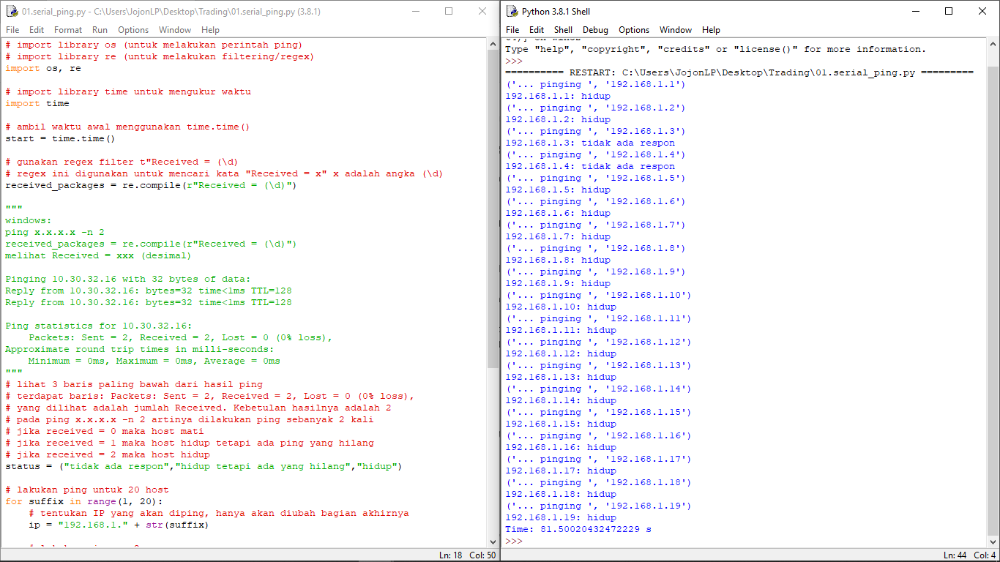 01.serial_ping.py - C:\Users\JojonLP\Desktop\Trading\01.serial_ping.py (3.8.1)
File Edit Format Run Options Window Help
# import library os (untuk melakukan perintah ping)
# import library re (untuk melakukan filtering/regex)
import os, re

# import library time untuk mengukur waktu
import time

# ambil waktu awal menggunakan time.time()
start = time.time()

# gunakan regex filter t"Received = (\d)
# regex ini digunakan untuk mencari kata "Received = x" x adalah angka (\d)
received_packages = re.compile(r"Received = (\d)")

"""
windows:
ping x.x.x.x -n 2
received_packages = re.compile(r"Received = (\d)")
melihat Received = xxx (desimal)

Pinging 10.30.32.16 with 32 bytes of data:
Reply from 10.30.32.16: bytes=32 time<1ms TTL=128
Reply from 10.30.32.16: bytes=32 time<1ms TTL=128

Ping statistics for 10.30.32.16:
    Packets: Sent = 2, Received = 2, Lost = 0 (0% loss),
Approximate round trip times in milli-seconds:
    Minimum = 0ms, Maximum = 0ms, Average = 0ms
"""
# lihat 3 baris paling bawah dari hasil ping
# terdapat baris: Packets: Sent = 2, Received = 2, Lost = 0 (0% loss),
# yang dilihat adalah jumlah Received. Kebetulan hasilnya adalah 2
# pada ping x.x.x.x -n 2 artinya dilakukan ping sebanyak 2 kali
# jika received = 0 maka host mati
# jika received = 1 maka host hidup tetapi ada ping yang hilang
# jika received = 2 maka host hidup
status = ("tidak ada respon","hidup tetapi ada yang hilang","hidup")

# lakukan ping untuk 20 host
for suffix in range(1, 20):
    # tentukan IP yang akan diping, hanya akan diubah bagian akhirnya
    ip = "192.168.1." + str(suffix)
Ln: 18 Col: 50
Python 3.8.1 Shell
File Edit Shell Debug Options Window Help
Type "help", "copyright", "credits" or "license()" for more information.
>>>
========== RESTART: C:\Users\JojonLP\Desktop\Trading\01.serial_ping.py =========
('... pinging ', '192.168.1.1')
192.168.1.1: hidup
('... pinging ', '192.168.1.2')
192.168.1.2: hidup
('... pinging ', '192.168.1.3')
192.168.1.3: tidak ada respon
('... pinging ', '192.168.1.4')
192.168.1.4: tidak ada respon
('... pinging ', '192.168.1.5')
192.168.1.5: hidup
('... pinging ', '192.168.1.6')
192.168.1.6: hidup
('... pinging ', '192.168.1.7')
192.168.1.7: hidup
('... pinging ', '192.168.1.8')
192.168.1.8: hidup
('... pinging ', '192.168.1.9')
192.168.1.9: hidup
('... pinging ', '192.168.1.10')
192.168.1.10: hidup
('... pinging ', '192.168.1.11')
192.168.1.11: hidup
('... pinging ', '192.168.1.12')
192.168.1.12: hidup
('... pinging ', '192.168.1.13')
192.168.1.13: hidup
('... pinging ', '192.168.1.14')
192.168.1.14: hidup
('... pinging ', '192.168.1.15')
192.168.1.15: hidup
('... pinging ', '192.168.1.16')
192.168.1.16: hidup
('... pinging ', '192.168.1.17')
192.168.1.17: hidup
('... pinging ', '192.168.1.18')
192.168.1.18: hidup
('... pinging ', '192.168.1.19')
192.168.1.19: hidup
Time: 81.50020432472229 s
>>>
Ln: 44 Col: 4